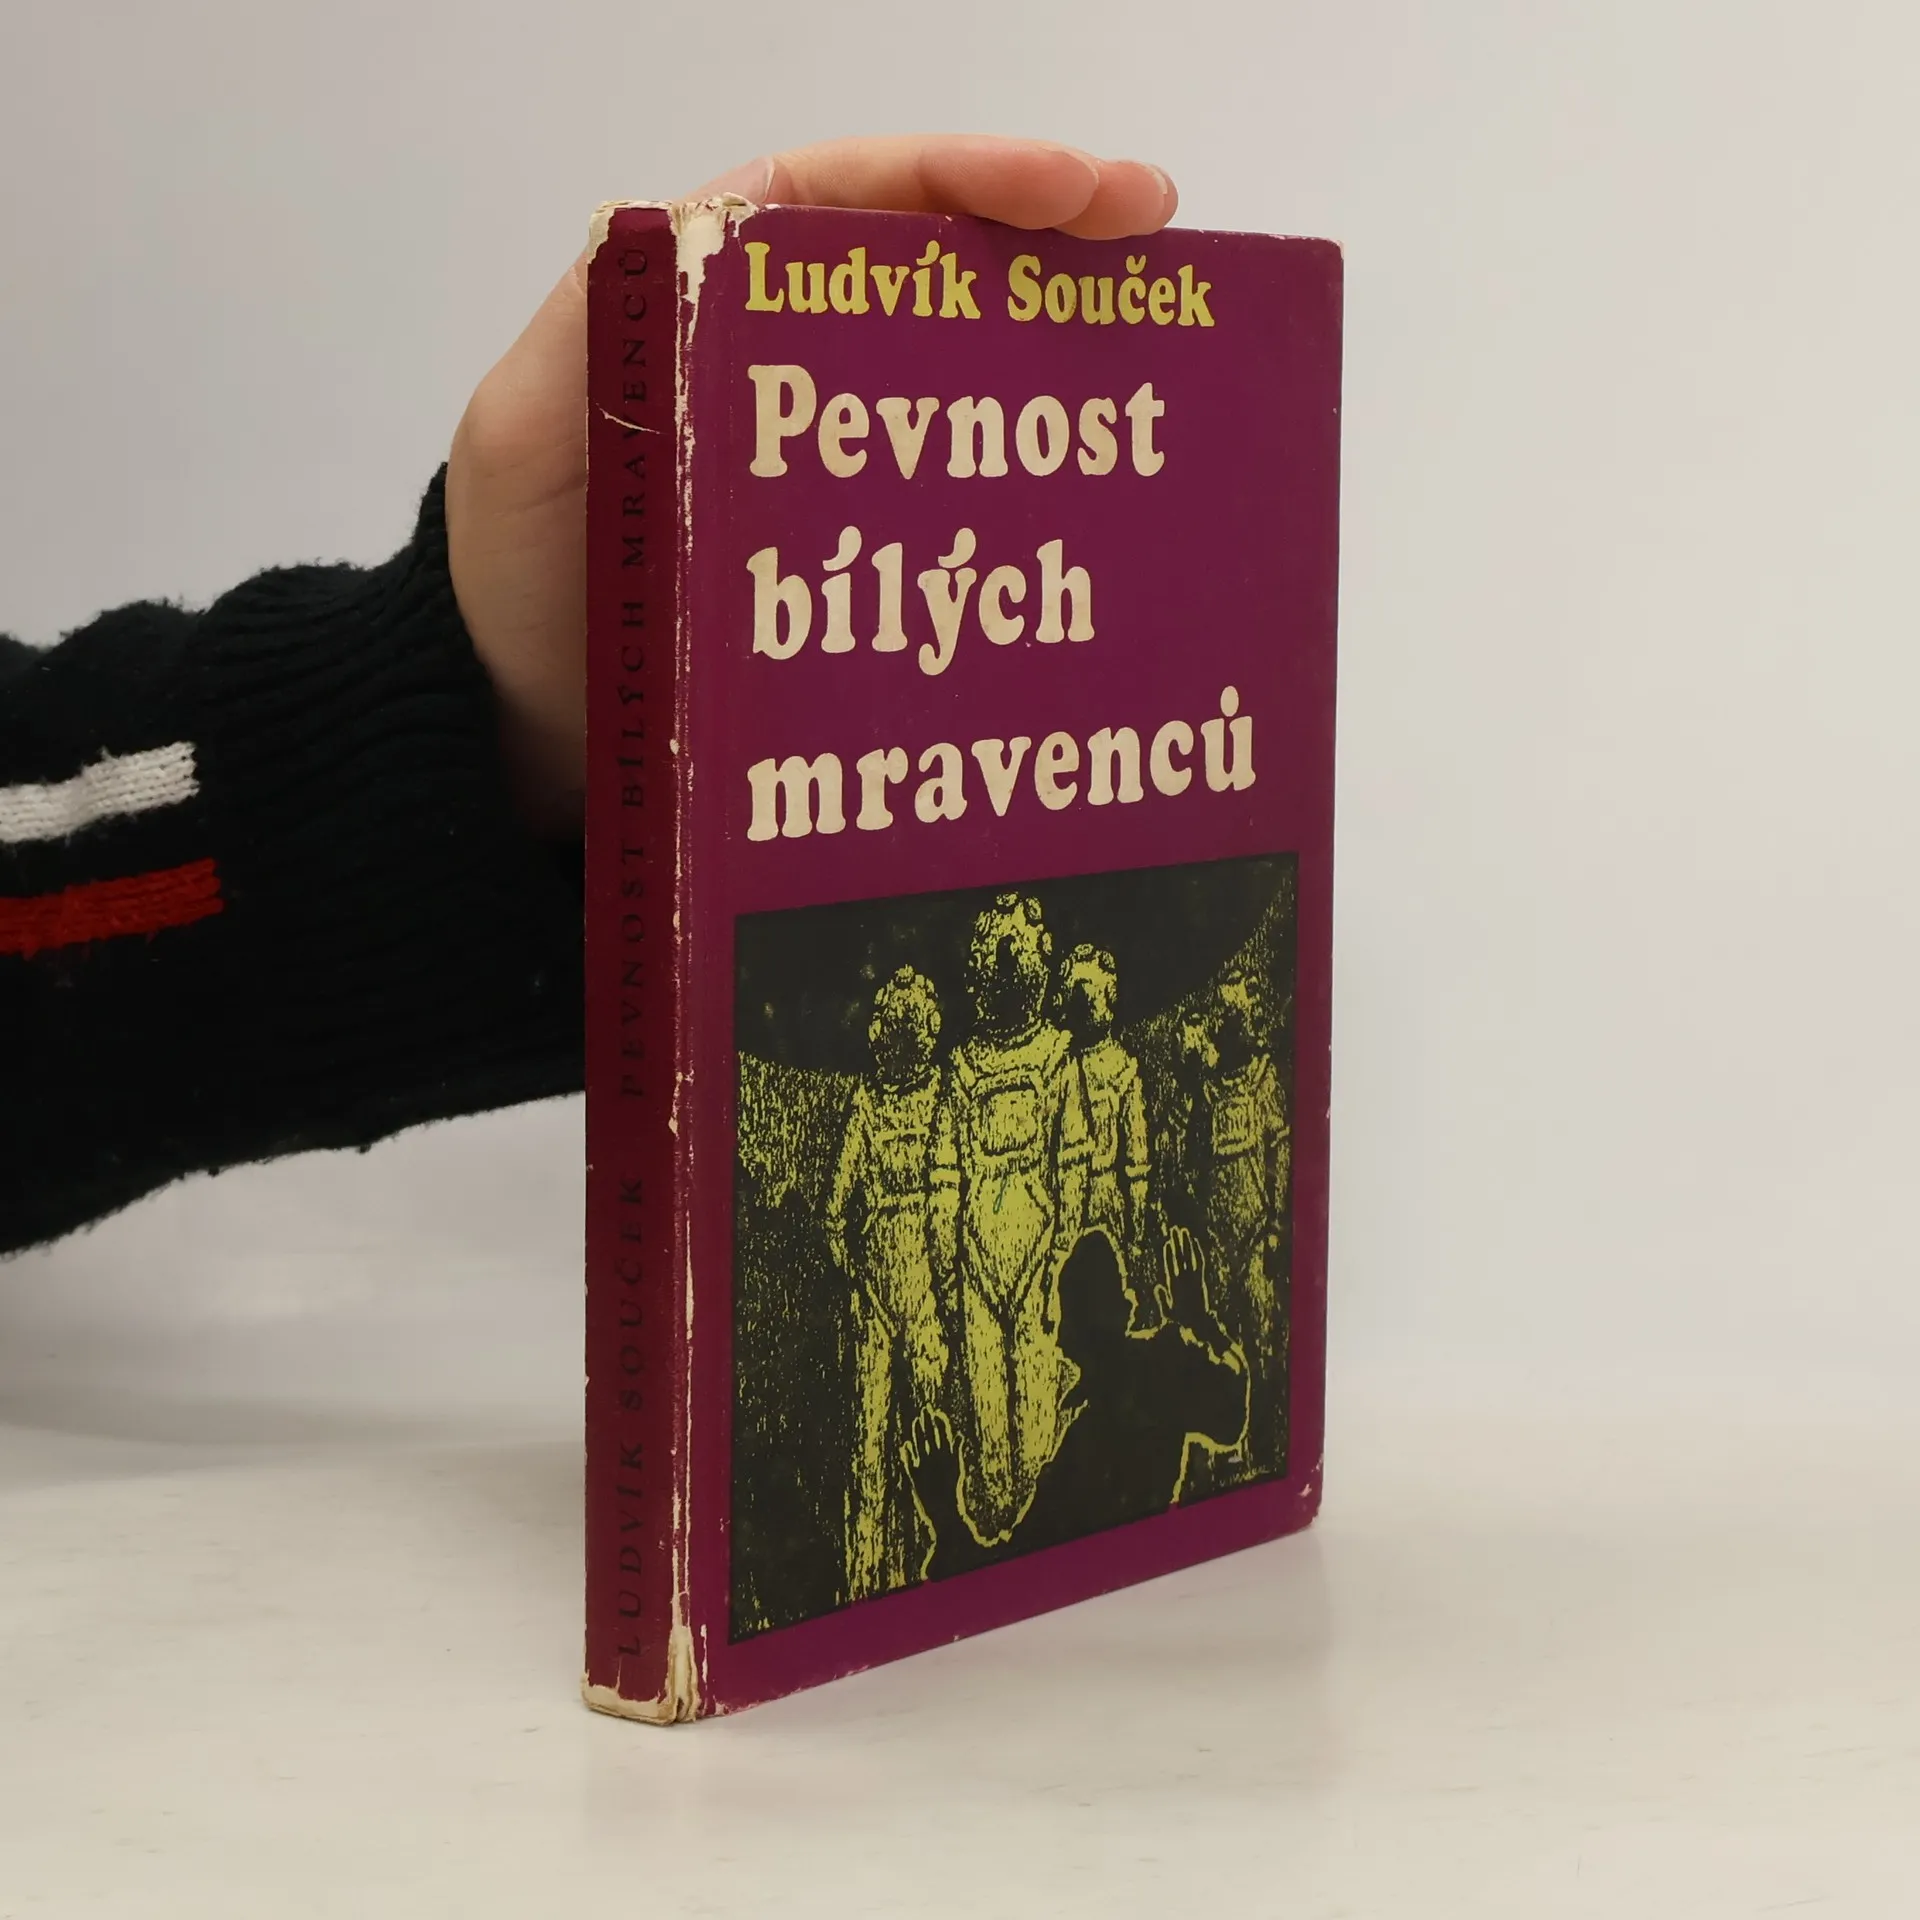 Ludvík Souček
Pevnost
bílých
mravenců
LUDVÍK SOUČEK PEVNOST BÍLÝCH MRAVENCŮ